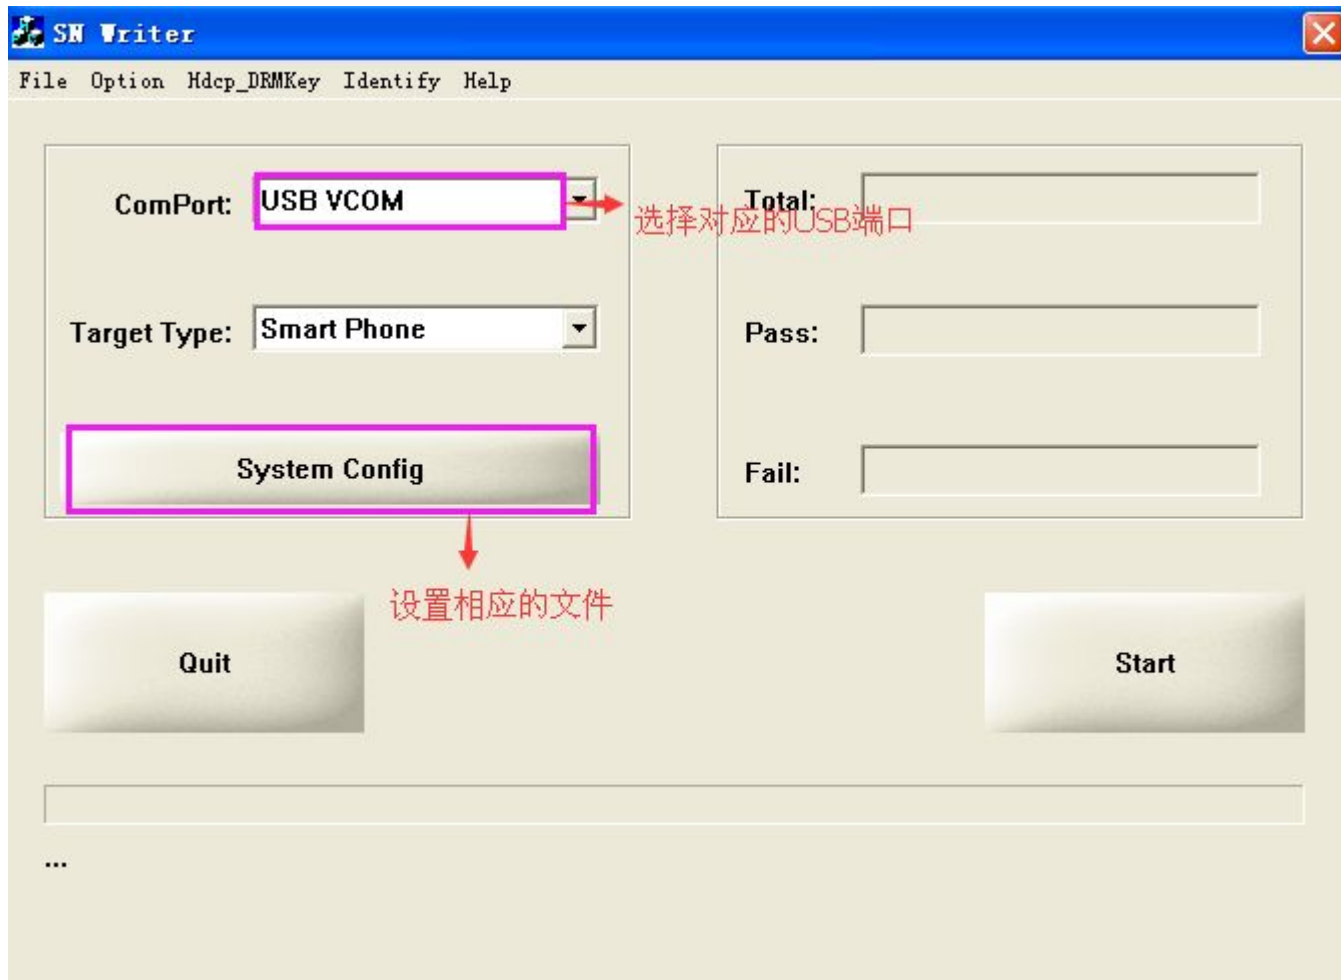 SN Writer
File Option Hdcp_DRMKey Identify Help
ComPort: USB VCOM
选择对应的USB端口
Target Type: Smart Phone
System Config
设置相应的文件
Total:
Pass:
Fail:
Quit
Start
...